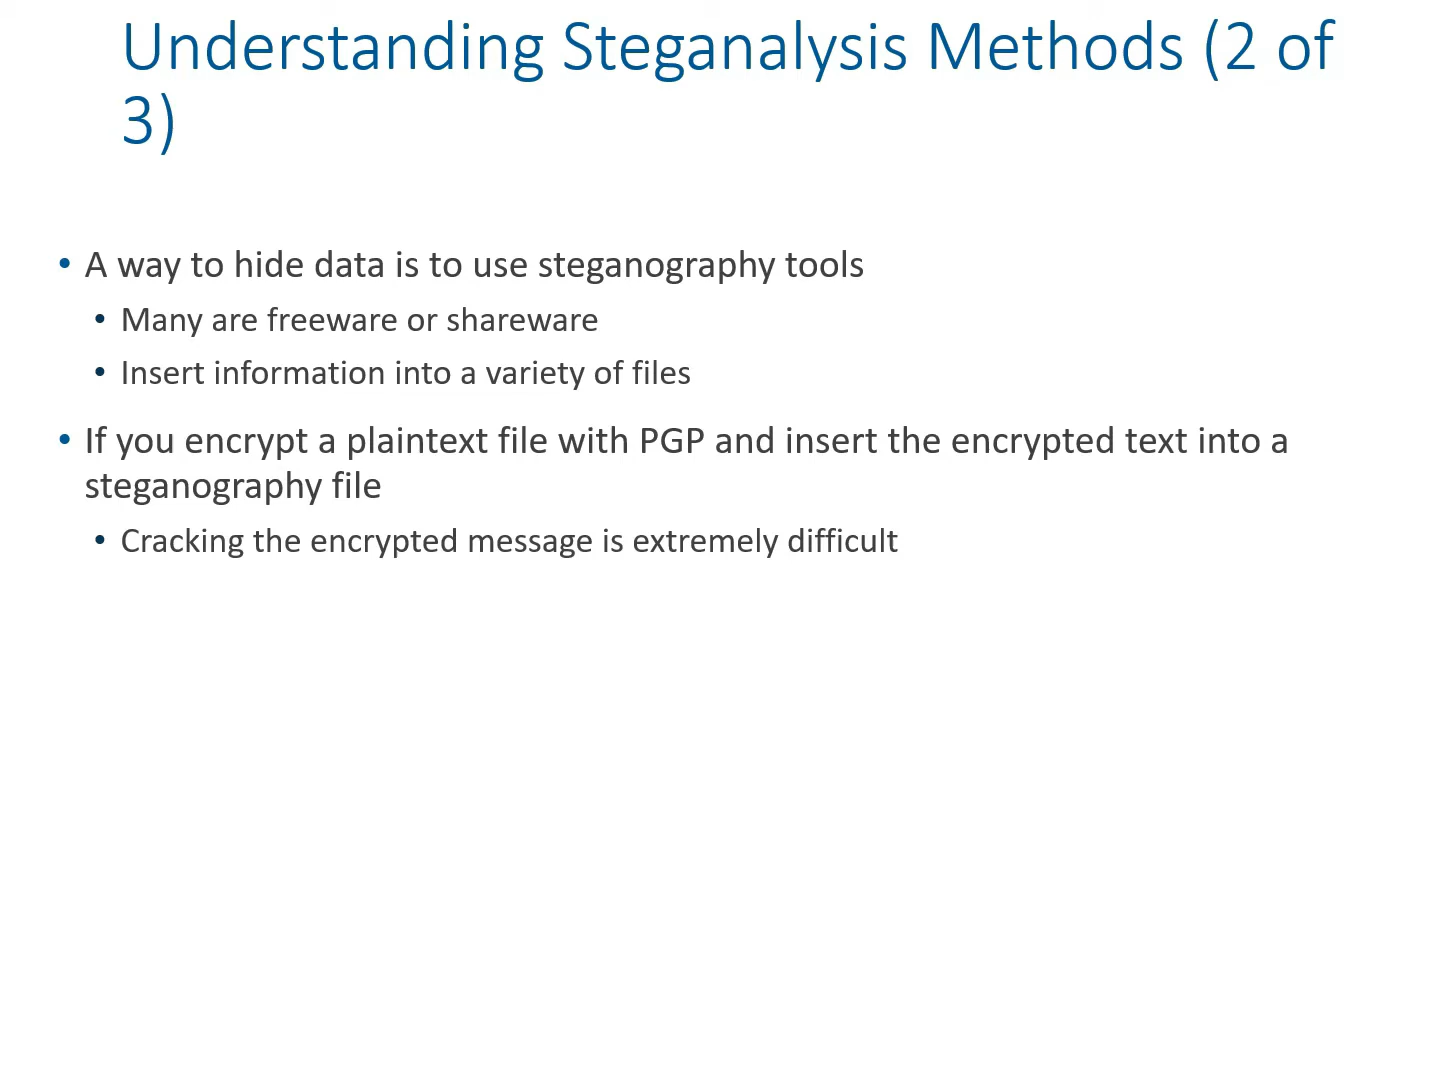 Understanding Steganalysis Methods (2 of
3)
• A way to hide data is to use steganography tools
• Many are freeware or shareware
• Insert information into a variety of files
• If you encrypt a plaintext file with PGP and insert the encrypted text into a
steganography file
• Cracking the encrypted message is extremely difficult